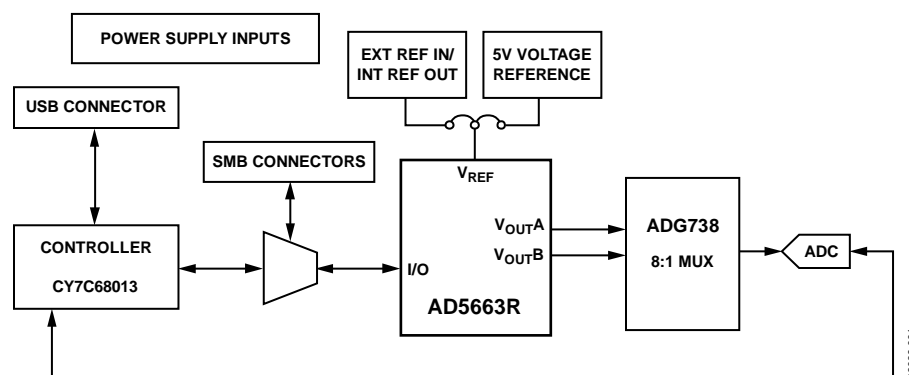 POWER SUPPLY INPUTS
EXT REF IN/
INT REF OUT
5V VOLTAGE
REFERENCE
USB CONNECTOR
SMB CONNECTORS
VREF
CONTROLLER
CY7C68013
I/O
VOUTA
VOUTB
AD5663R
ADG738
8:1 MUX
ADC